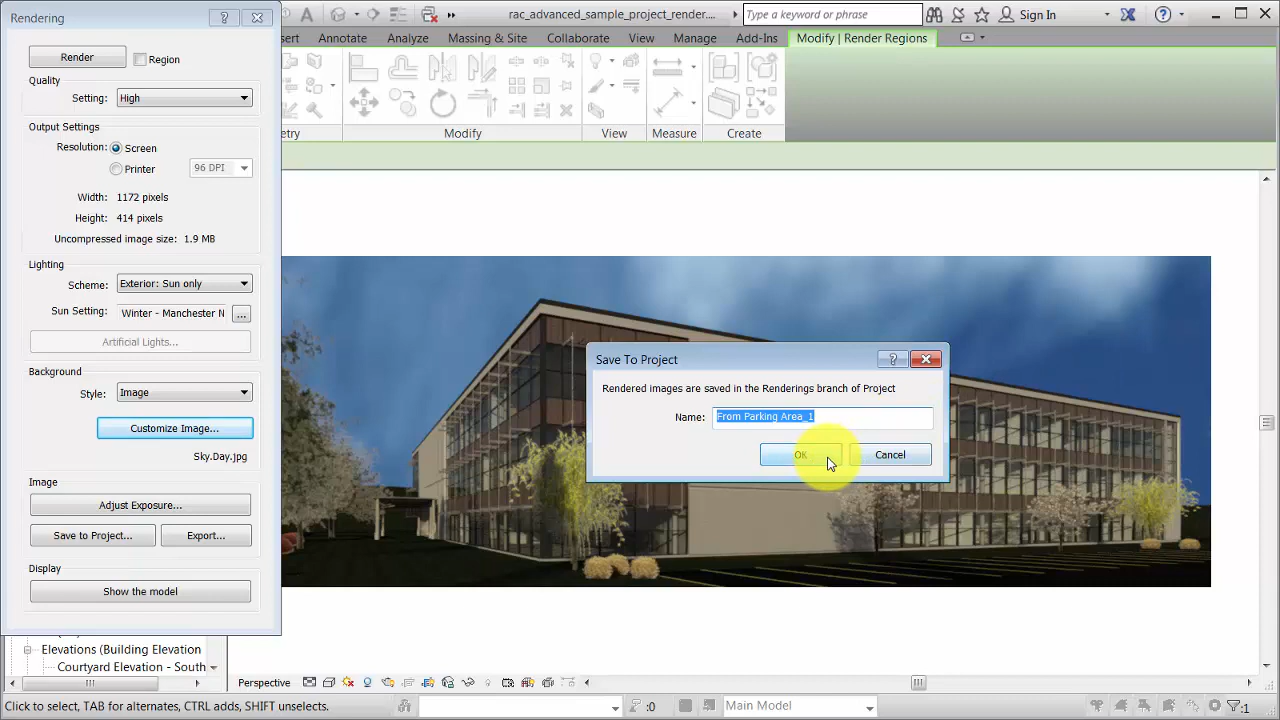 Rendering
rac_advanced_sample_project_render....
Type a keyword or phrase
Sign In
Annotate Analyze Massing & Site Collaborate View Manage Add-Ins Modify | Render Regions
Modify View Measure Create
Render
Region
Quality
Setting: High
Output Settings
Resolution: Screen
Printer 96 DPI
Width: 1172 pixels
Height: 414 pixels
Uncompressed image size: 1.9 MB
Lighting
Scheme: Exterior: Sun only
Sun Setting: Winter - Manchester N ...
Artificial Lights...
Background
Style: Image
Customize Image...
Sky.Day.jpg
Image
Adjust Exposure...
Save to Project... Export...
Display
Show the model
Save To Project
Rendered images are saved in the Renderings branch of Project
Name: From Parking Area_1
OK Cancel
Elevations (Building Elevation
Courtyard Elevation - South
Perspective
Click to select, TAB for alternates, CTRL adds, SHIFT unselects.
:0
Main Model
:1